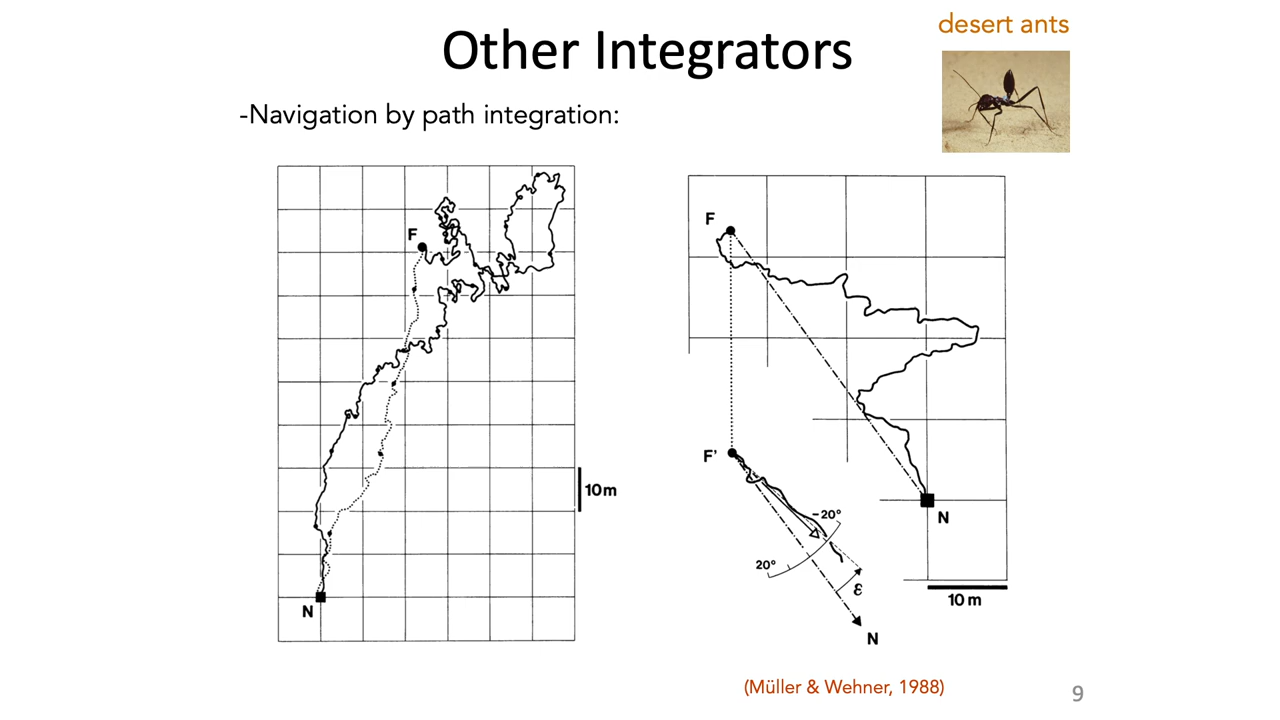 desert ants
Other Integrators
-Navigation by path integration:
F
10m
N
F
F'
-20°
20°
ε
N
N
10 m
(Müller & Wehner, 1988)
9